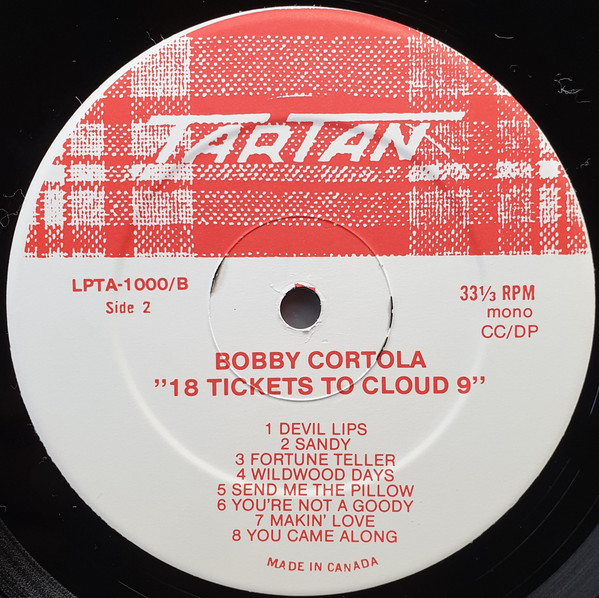 TARTAN
LPTA-1000/B
Side 2
33⅓ RPM
mono
CC/DP
BOBBY CORTOLA
"18 TICKETS TO CLOUD 9"
1 DEVIL LIPS
2 SANDY
3 FORTUNE TELLER
4 WILDWOOD DAYS
5 SEND ME THE PILLOW
6 YOU'RE NOT A GOODY
7 MAKIN' LOVE
8 YOU CAME ALONG
MADE IN CANADA